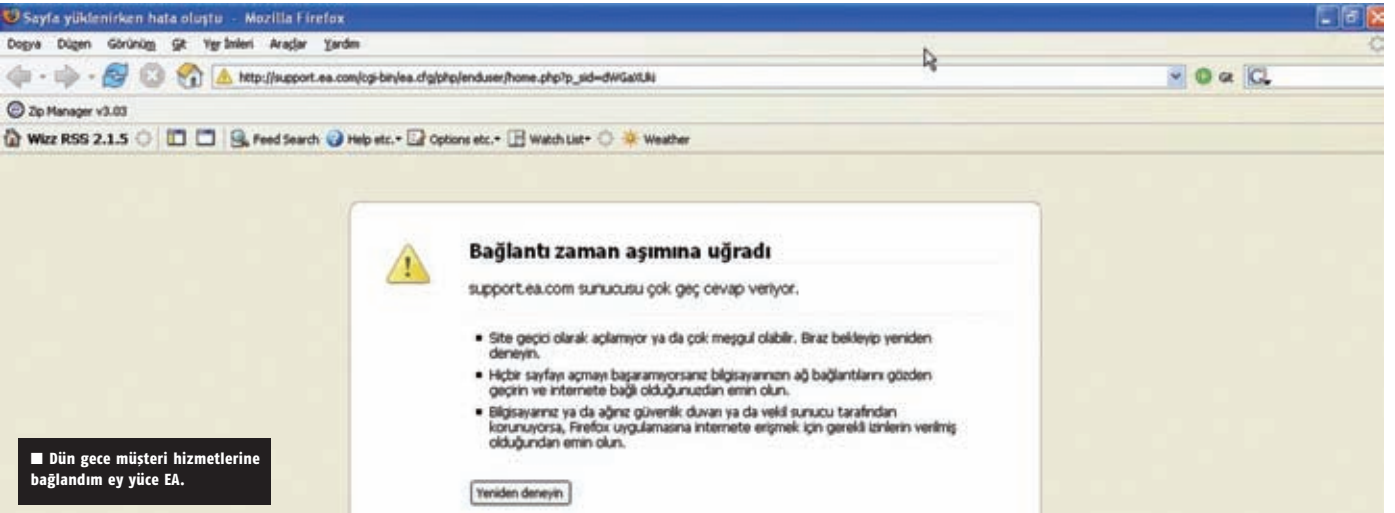 Sayfa yüklenirken hata oluştu - Mozilla Firefox
Dosya Düzen Görünüm Git Yer İmleri Araçlar Yardım
http://support.ea.com/cgi-bin/ea.cfg/php/enduser/home.php?p_sid= Git
Zip Manager v3.03
Wizz RSS 2.1.5 Feed Search Help etc. Options etc. Watch List Weather
Bağlantı zaman aşımına uğradı
support.ea.com sunucusu çok geç cevap veriyor.
▪ Site geçici olarak açılamıyor ya da çok meşgul olabilir. Biraz bekleyip yeniden
deneyin.
▪ Hiçbir sayfayı açmayı başaramıyorsanız bilgisayarınızın ağ bağlantılarını gözden
geçirin ve internete bağlı olduğunuzdan emin olun.
▪ Bilgisayarınız ya da ağınız güvenlik duvarı ya da vekil sunucu tarafından
korunuyorsa, Firefox uygulamasına internete erişmek için gerekli izinlerin verilmiş
olduğundan emin olun.
Yeniden deneyin
■ Dün gece müşteri hizmetlerine
bağlandım ey yüce EA.